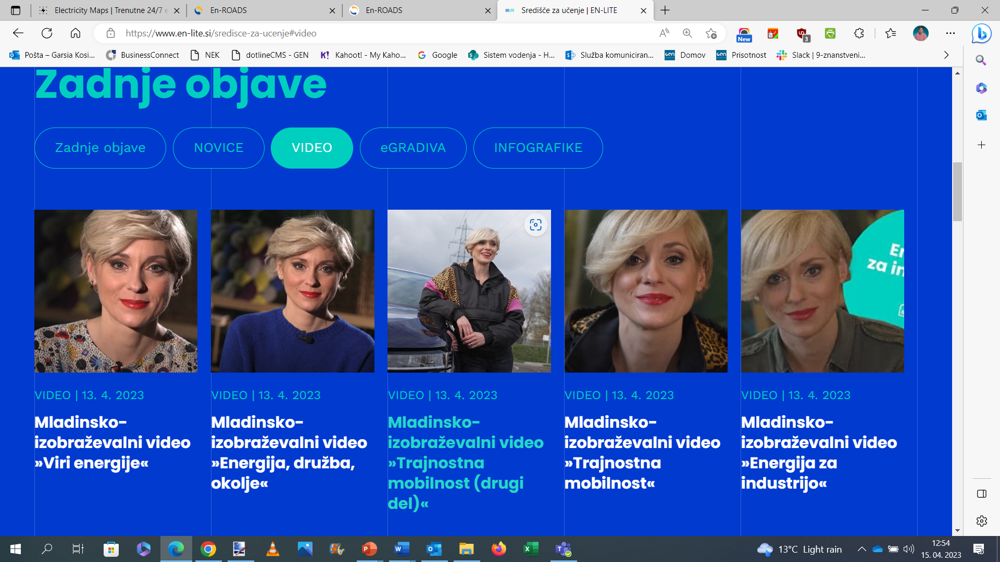 Electricity Maps | Trenutne 24/7 e
En-ROADS
En-ROADS
EN-LITE
Središče za učenje | EN-LITE
https://www.en-lite.si/sredisce-za-ucenje#video
New
3
Pošta – Garsia Kosi...
BusinessConnect
NEK
dotlineCMS - GEN
Kahoot! - My Kaho...
Google
Sistem vodenja - H...
Služba komuniciran...
Domov
Prisotnost
Slack | 9-znanstveni...
Zadnje objave
Zadnje objave
NOVICE
VIDEO
eGRADIVA
INFOGRAFIKE
En
za in
VIDEO | 13. 4. 2023
Mladinsko-
izobraževalni video
»Viri energije«
VIDEO | 13. 4. 2023
Mladinsko-
izobraževalni video
»Energija, družba,
okolje«
VIDEO | 13. 4. 2023
Mladinsko-
izobraževalni video
»Trajnostna
mobilnost (drugi
del)«
VIDEO | 13. 4. 2023
Mladinsko-
izobraževalni video
»Trajnostna
mobilnost«
VIDEO | 13. 4. 2023
Mladinsko-
izobraževalni video
»Energija za
industrijo«
13°C Light rain
12:54
15. 04. 2023